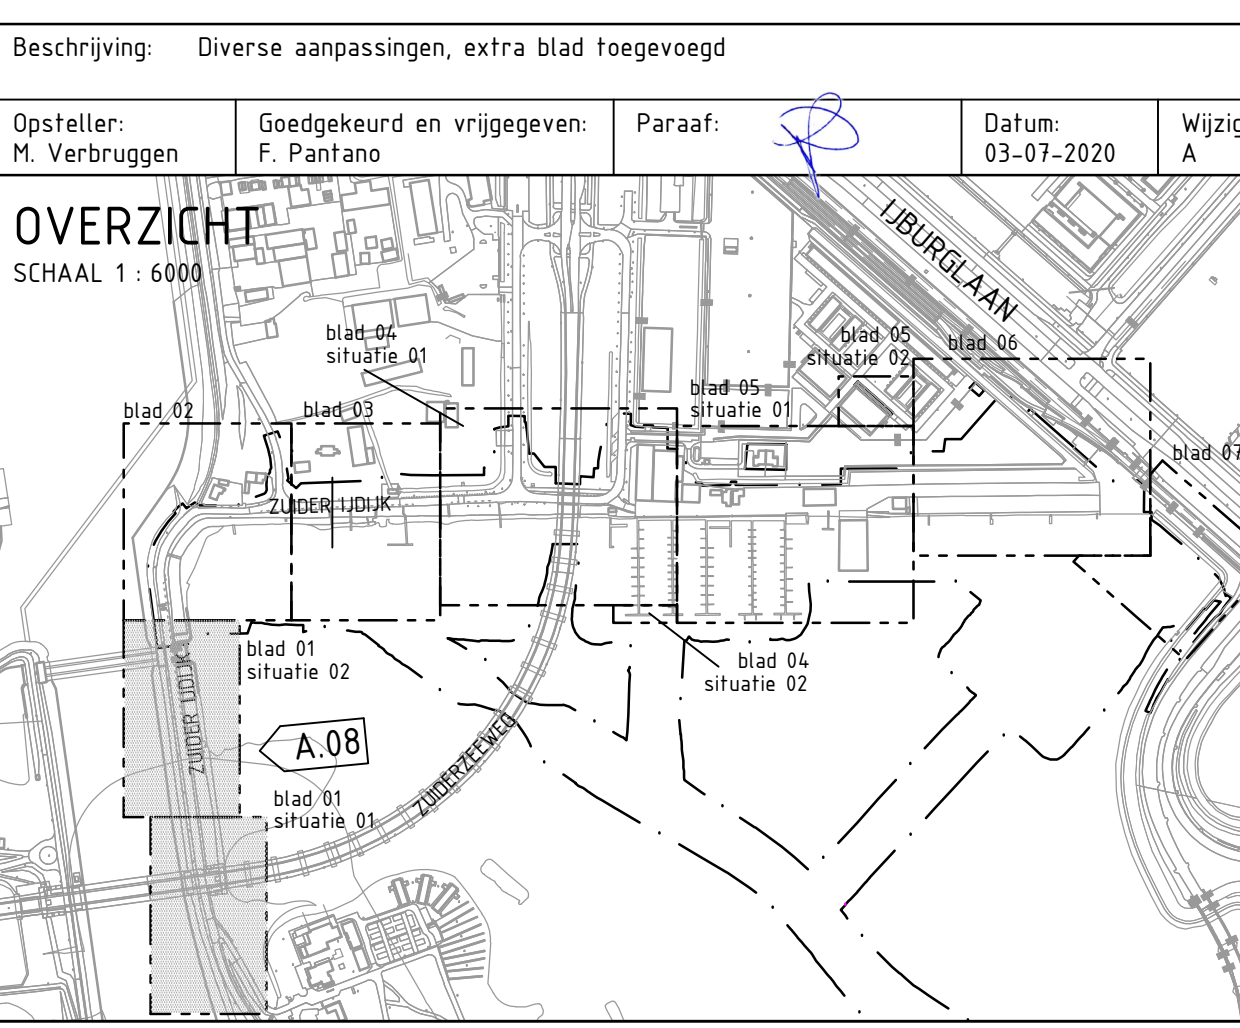 Beschrijving: Diverse aanpassingen, extra blad toegevoegd
Opsteller:
M. Verbruggen
Goedgekeurd en vrijgegeven:
F. Pantano
Paraaf:
Datum:
03-07-2020
Wijzig
A
OVERZICHT
SCHAAL 1 : 6000
IJBURGLAAN
blad 04
situatie 01
blad 05
situatie 02
blad 06
blad 05
situatie 01
blad 02
blad 03
blad 07
ZUIDER IJDIJK
blad 01
situatie 02
blad 04
situatie 02
ZUIDER IJDIJK
A.08
ZUIDERZEEWEG
blad 01
situatie 01